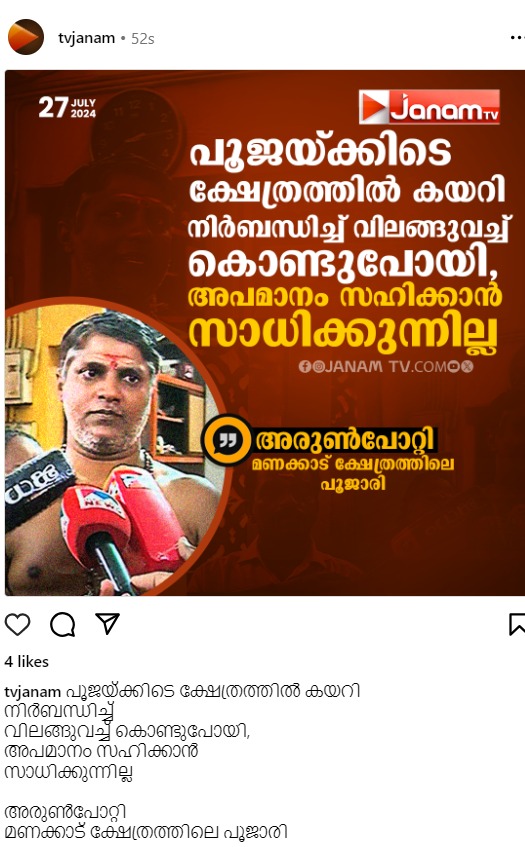 tvjanam • 52s
27 JULY 2024
Janam TV
പൂജയ്ക്കിടെ
ക്ഷേത്രത്തിൽ കയറി
നിർബന്ധിച്ച് വിലങ്ങുവച്ച്
കൊണ്ടുപോയി,
അപമാനം സഹിക്കാൻ
സാധിക്കുന്നില്ല
JANAM TV.COM
അരുൺപോറ്റി
മണക്കാട് ക്ഷേത്രത്തിലെ
പൂജാരി
NEWS
4 likes
tvjanam പൂജയ്ക്കിടെ ക്ഷേത്രത്തിൽ കയറി
നിർബന്ധിച്ച്
വിലങ്ങുവച്ച് കൊണ്ടുപോയി,
അപമാനം സഹിക്കാൻ
സാധിക്കുന്നില്ല
അരുൺപോറ്റി
മണക്കാട് ക്ഷേത്രത്തിലെ പൂജാരി